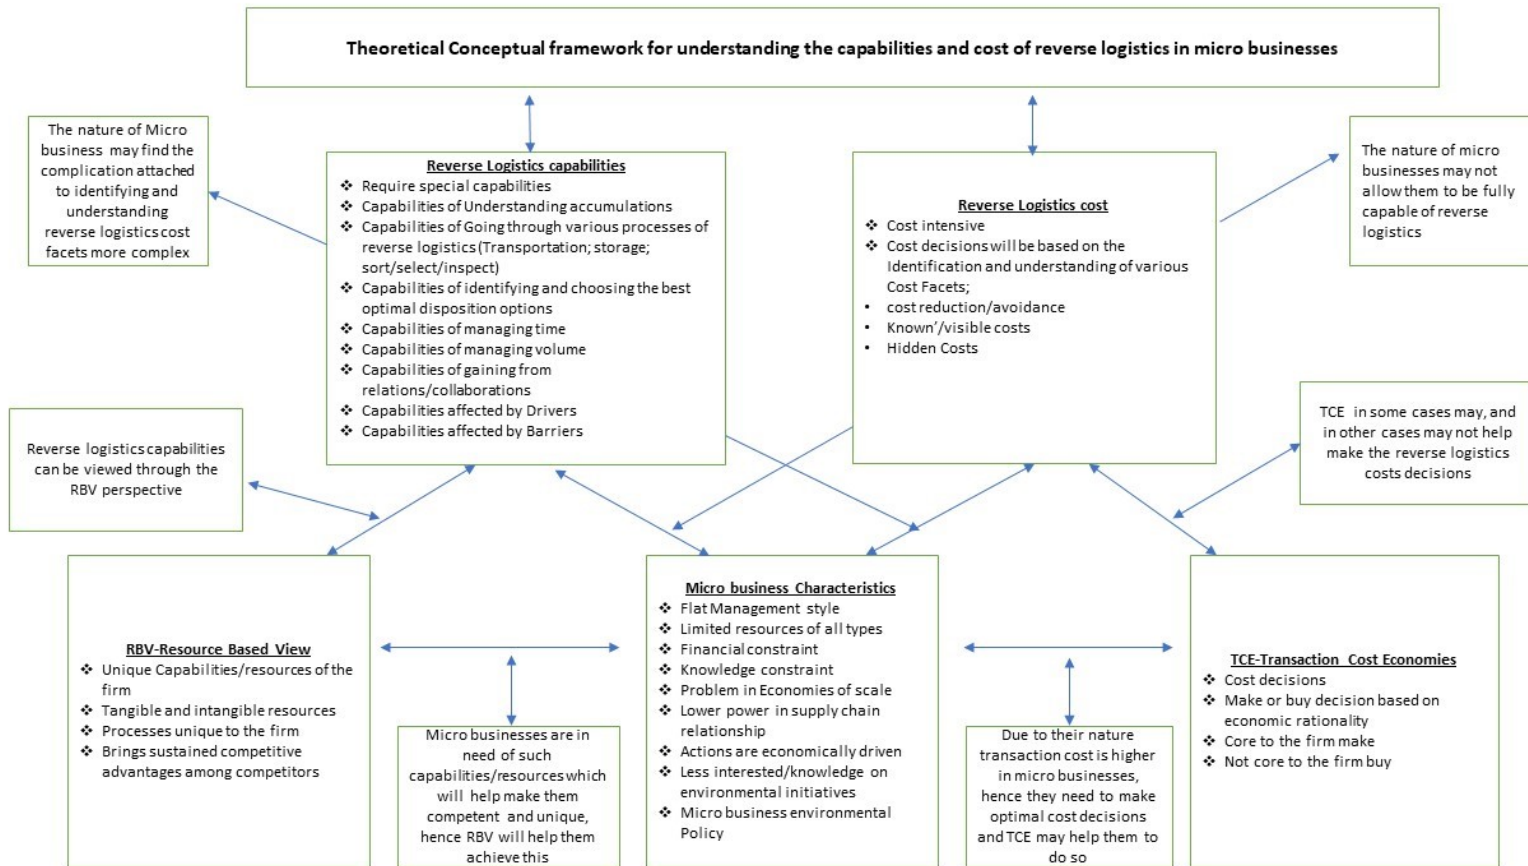 Theoretical Conceptual framework for understanding the capabilities and cost of reverse logistics in micro businesses
The nature of Micro
business may find the
complication attached
to identifying and
understanding
reverse logistics cost
facets more complex
Reverse Logistics capabilities
❖ Require special capabilities
❖ Capabilities of Understanding accumulations
❖ Capabilities of Going through various processes of
reverse logistics (Transportation; storage;
sort/select/inspect)
❖ Capabilities of identifying and choosing the best
optimal disposition options
❖ Capabilities of managing time
❖ Capabilities of managing volume
❖ Capabilities of gaining from
relations/collaborations
❖ Capabilities affected by Drivers
❖ Capabilities affected by Barriers
Reverse Logistics cost
❖ Cost intensive
❖ Cost decisions will be based on the
Identification and understanding of various
Cost Facets;
• cost reduction/avoidance
• Known’/visible costs
• Hidden Costs
The nature of micro
businesses may not
allow them to be fully
capable of reverse
logistics
Reverse logistics capabilities
can be viewed through the
RBV perspective
TCE in some cases may, and
in other cases may not help
make the reverse logistics
costs decisions
RBV-Resource Based View
❖ Unique Capabilities/resources of the
firm
❖ Tangible and intangible resources
❖ Processes unique to the firm
❖ Brings sustained competitive
advantages among competitors
Micro businesses are in
need of such
capabilities/resources which
will help make them
competent and unique,
hence RBV will help them
achieve this
Micro business Characteristics
❖ Flat Management style
❖ Limited resources of all types
❖ Financial constraint
❖ Knowledge constraint
❖ Problem in Economies of scale
❖ Lower power in supply chain
relationship
❖ Actions are economically driven
❖ Less interested/knowledge on
environmental initiatives
❖ Micro business environmental
Policy
Due to their nature
transaction cost is higher
in micro businesses,
hence they need to make
optimal cost decisions
and TCE may help them to
do so
TCE-Transaction Cost Economies
❖ Cost decisions
❖ Make or buy decision based on
economic rationality
❖ Core to the firm make
❖ Not core to the firm buy